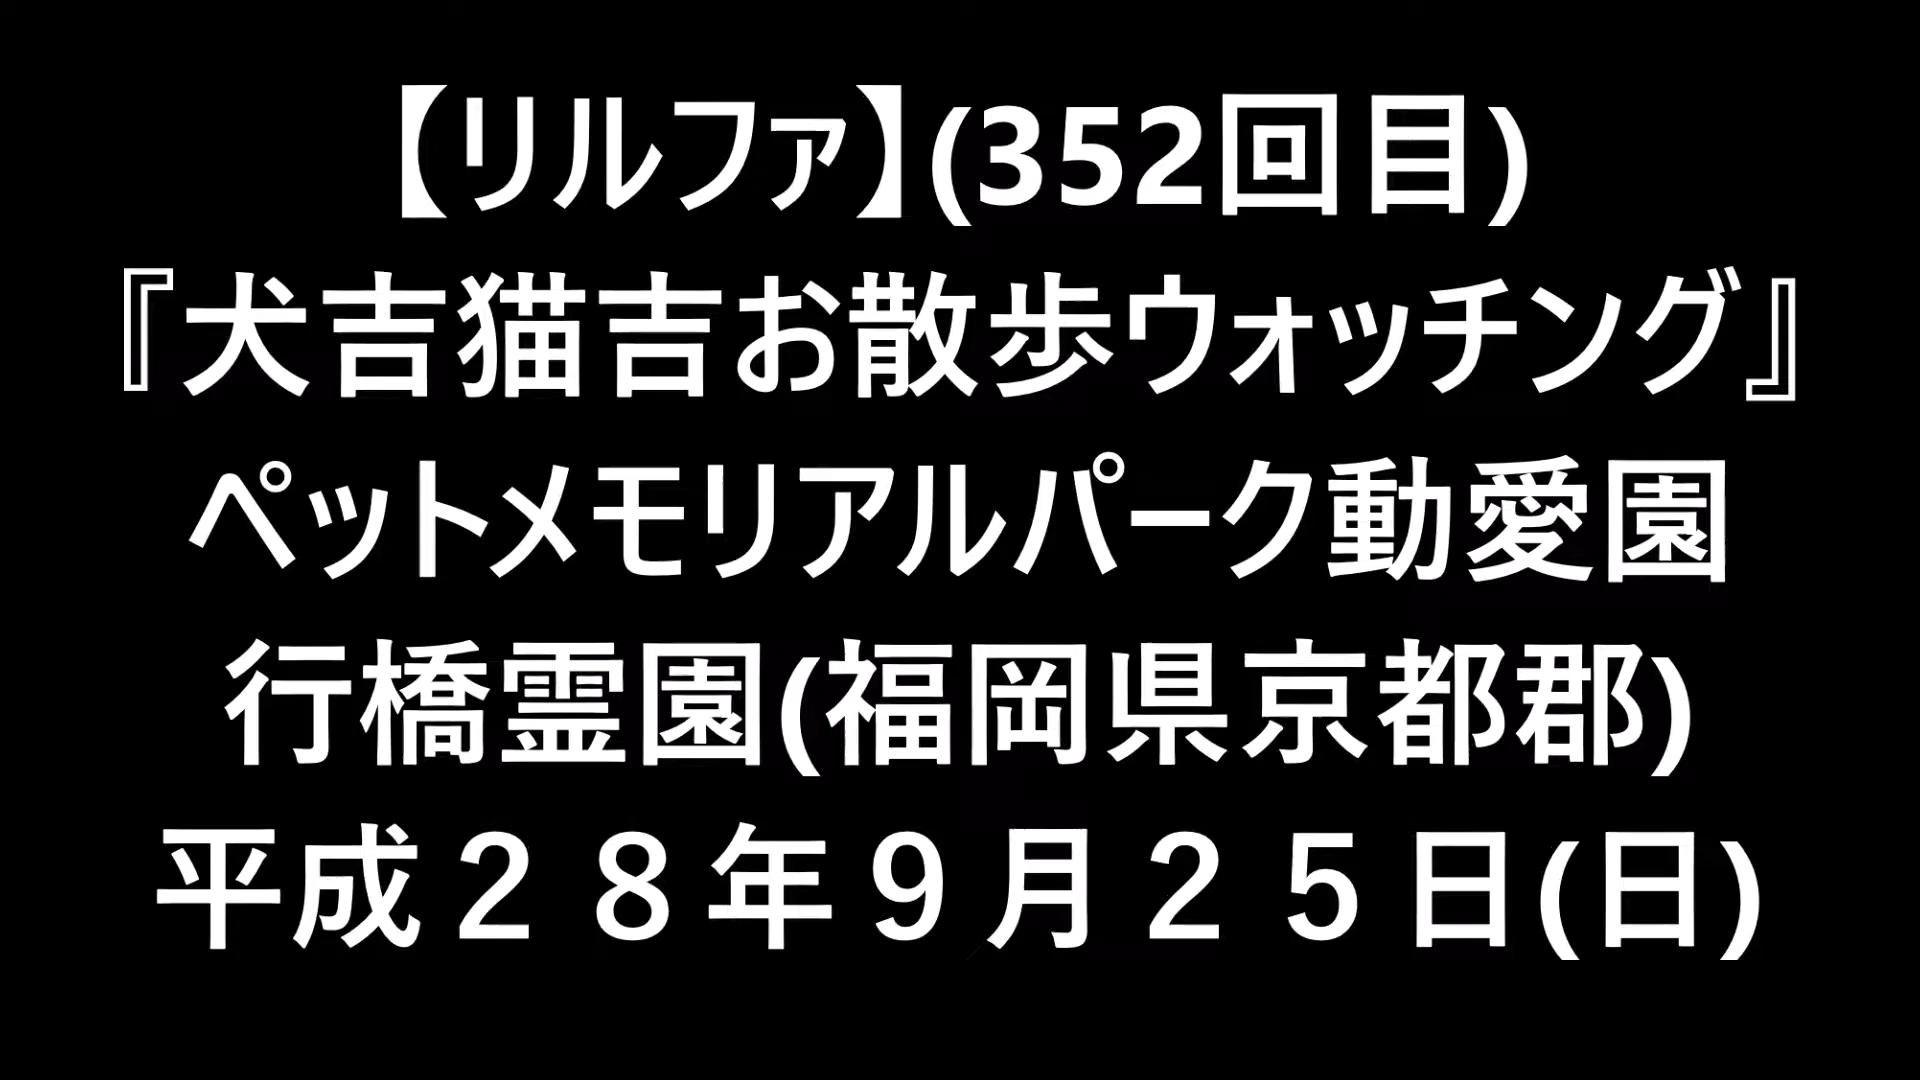 【リルファ】(352回目)
『犬吉猫吉お散歩ウォッチング』
ペットメモリアルパーク動愛園
行橋霊園(福岡県京都郡)
平成２８年９月２５日(日)